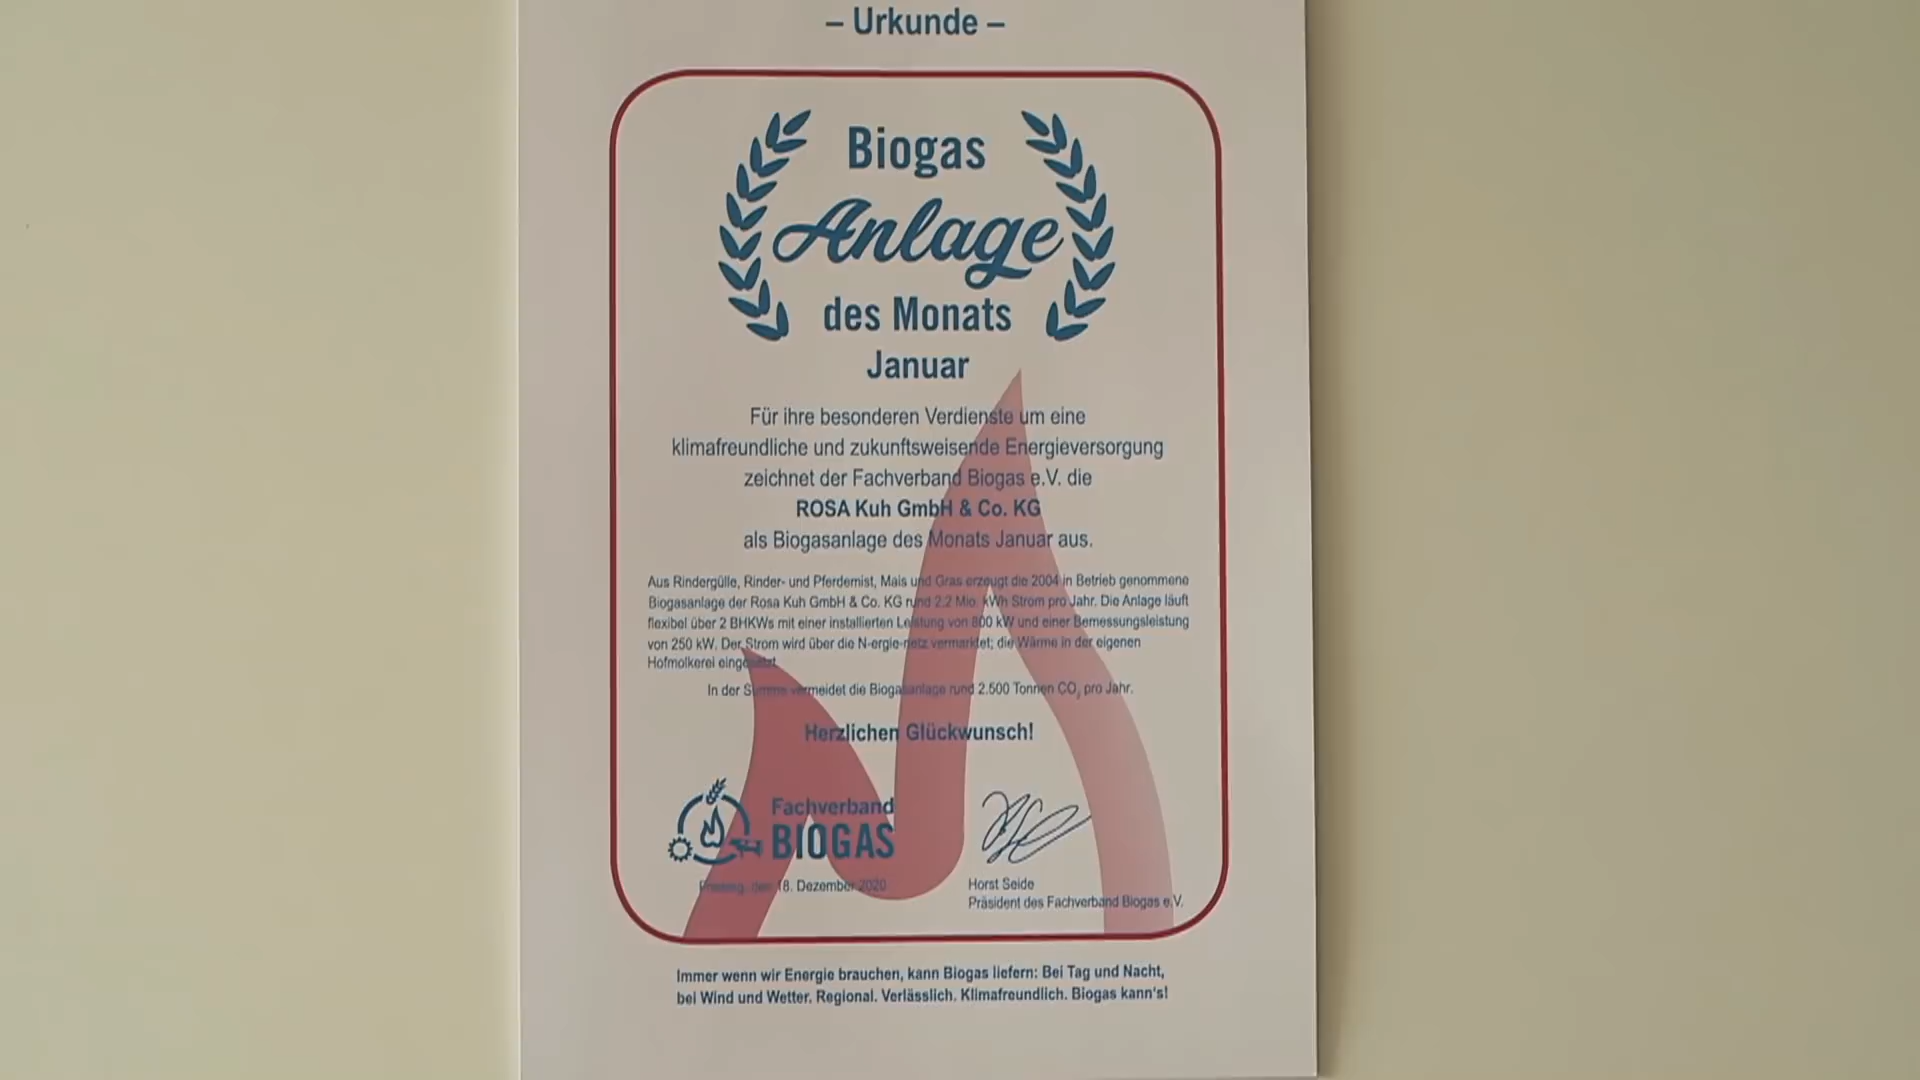 – Urkunde –
Biogas
Anlage
des Monats
Januar
Für ihre besonderen Verdienste um eine
klimafreundliche und zukunftsweisende Energieversorgung
zeichnet der Fachverband Biogas e.V. die
ROSA Kuh GmbH & Co. KG
als Biogasanlage des Monats Januar aus.
Aus Rindergülle, Rinder- und Pferdemist, Mais und Gras erzeugt die 2004 in Betrieb genommene
Biogasanlage der Rosa Kuh GmbH & Co. KG rund 2.2 Mio. kWh Strom pro Jahr. Die Anlage läuft
flexibel über 2 BHKWs mit einer installierten Leistung von 800 kW und einer Bemessungsleistung
von 250 kW. Der Strom wird über die N-ergie-netz vermarktet; die Wärme in der eigenen
Hofmolkerei eingesetzt.
In der Summe vermeidet die Biogasanlage rund 2.500 Tonnen CO₂ pro Jahr.
Herzlichen Glückwunsch!
Fachverband
BIOGAS
Freising, den 18. Dezember 2020
Horst Seide
Präsident des Fachverband Biogas e.V.
Immer wenn wir Energie brauchen, kann Biogas liefern: Bei Tag und Nacht,
bei Wind und Wetter. Regional. Verlässlich. Klimafreundlich. Biogas kann's!